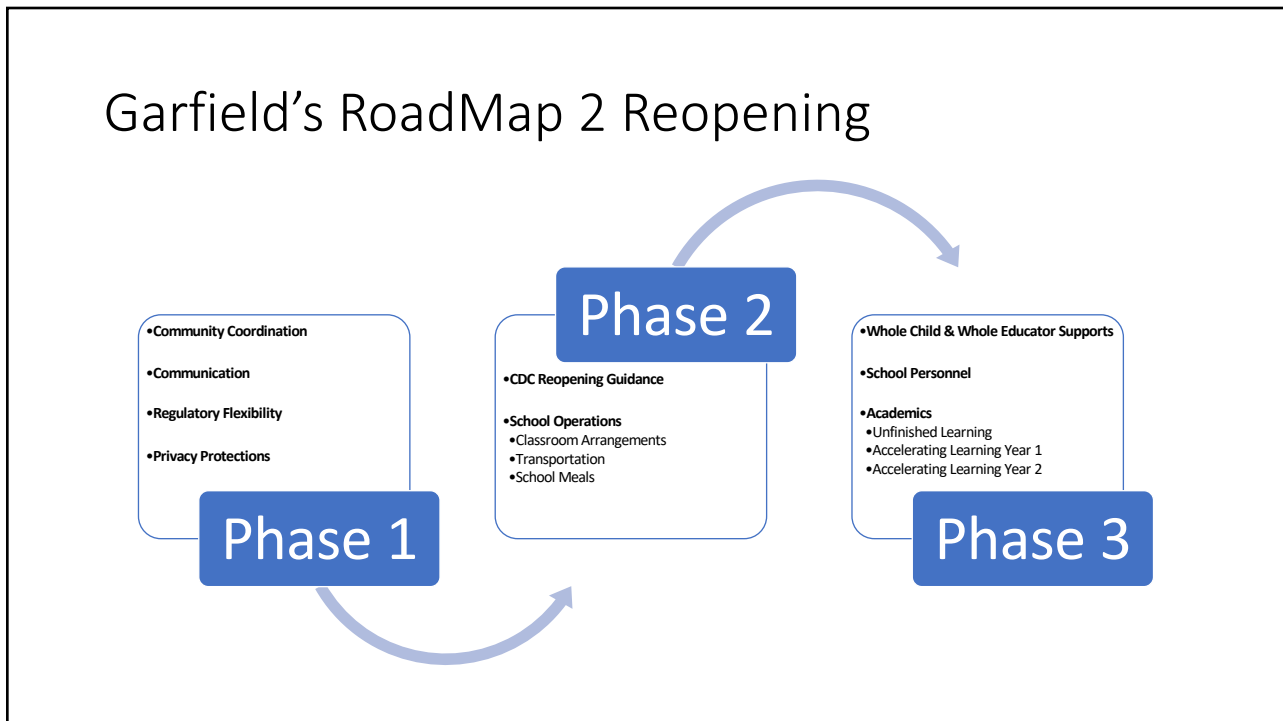 Garfield’s RoadMap 2 Reopening
•Community Coordination
•Communication
•Regulatory Flexibility
•Privacy Protections
Phase 1
Phase 2
•CDC Reopening Guidance
•School Operations
•Classroom Arrangements
•Transportation
•School Meals
•Whole Child & Whole Educator Supports
•School Personnel
•Academics
•Unfinished Learning
•Accelerating Learning Year 1
•Accelerating Learning Year 2
Phase 3